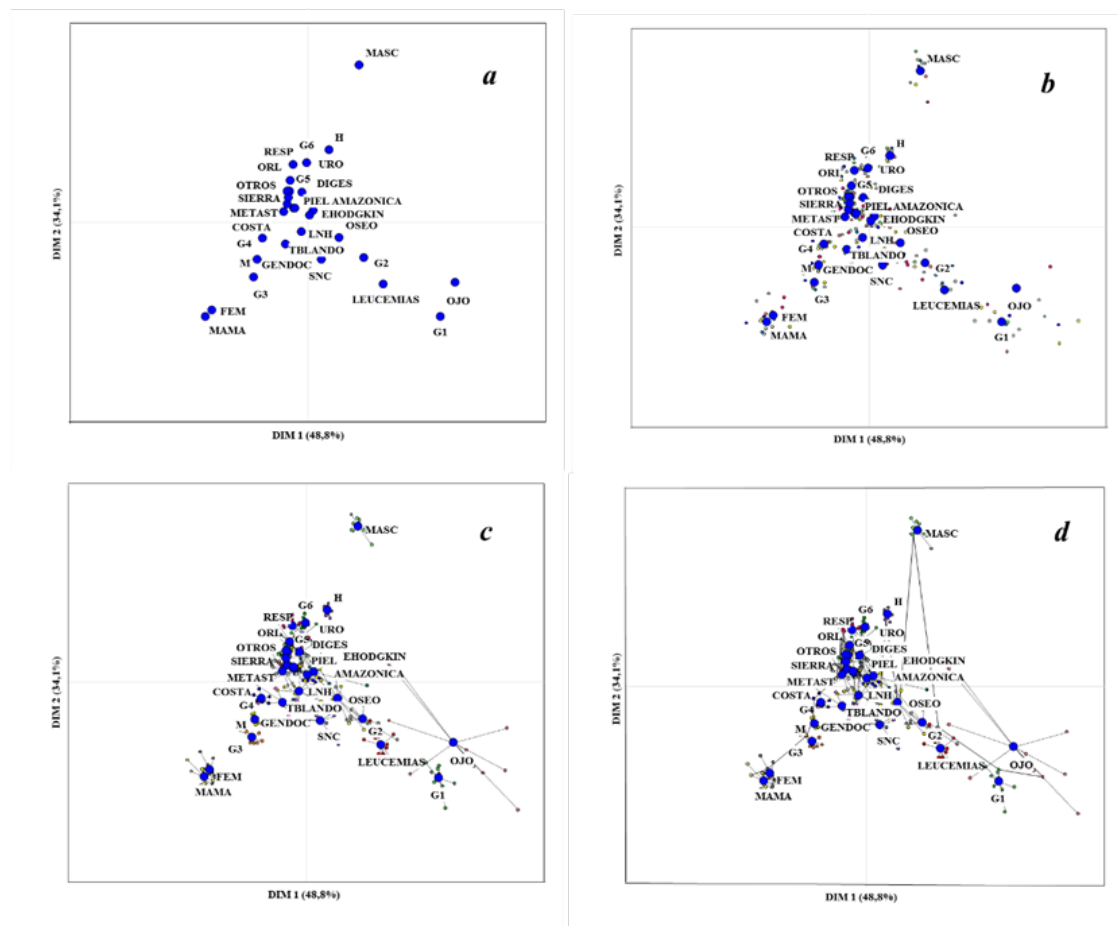 a
MASC
G6
H
RESP
ORL
URO
OTROS
G5
DIGES
SIERRA
PIEL
AMAZONICA
METAST
EHODGKIN
COSTA
LNH
OSEO
G4
TBLANDO
M
GENDOC
G2
G3
SNC
LEUCEMIAS
OJO
FEM
MAMA
G1
DIM 2 (34,1%)
DIM 1 (48,8%)
b
MASC
G6
H
RESP
ORL
URO
OTROS
G5
DIGES
SIERRA
PIEL
AMAZONICA
METAST
EHODGKIN
COSTA
LNH
OSEO
G4
TBLANDO
M
GENDOC
G2
G3
SNC
LEUCEMIAS
OJO
FEM
MAMA
G1
DIM 2 (34,1%)
DIM 1 (48,8%)
c
MASC
G6
H
RESP
ORL
URO
OTROS
G5
DIGES
EHODGKIN
SIERRA
PIEL
METAST
AMAZONICA
COSTA
LNH
OSEO
G4
TBLANDO
M
GENDOC
G2
G3
SNC
LEUCEMIAS
OJO
FEM
MAMA
G1
DIM 2 (34,1%)
DIM 1 (48,8%)
d
MASC
G6
H
RESP
ORL
URO
OTROS
G5
DIGES
EHODGKIN
SIERRA
PIEL
METAST
AMAZONICA
COSTA
LNH
OSEO
G4
TBLANDO
M
GENDOC
G2
G3
SNC
LEUCEMIAS
OJO
FEM
MAMA
G1
DIM 2 (34,1%)
DIM 1 (48,8%)